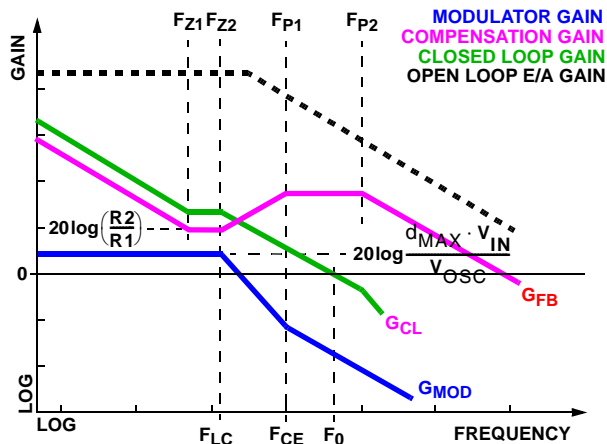 F_Z1 F_Z2 F_P1 F_P2
MODULATOR GAIN
COMPENSATION GAIN
CLOSED LOOP GAIN
OPEN LOOP E/A GAIN
GAIN
20log(R2/R1)
20log d_MAX · V_IN / V_OSC
0
G_FB
G_CL
G_MOD
LOG
LOG
F_LC F_CE F_0
FREQUENCY